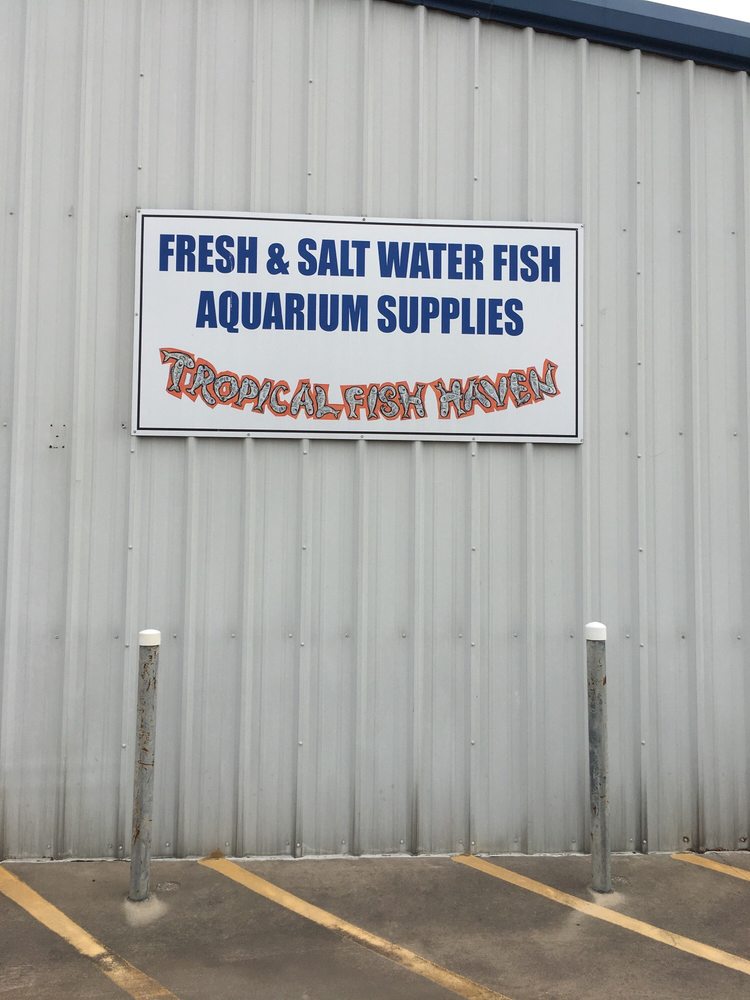 FRESH & SALT WATER FISH
AQUARIUM SUPPLIES
TROPICAL FISH HAVEN